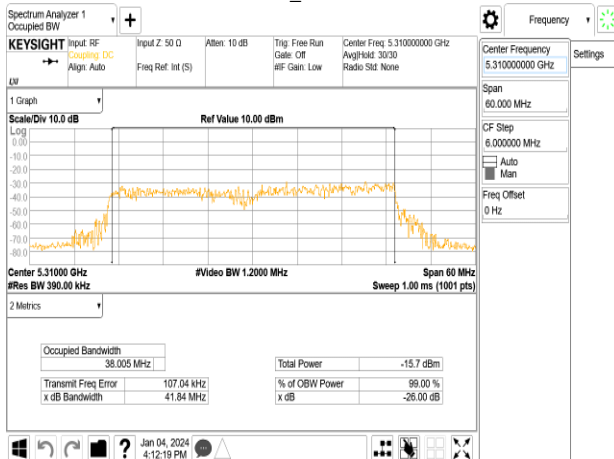 Spectrum Analyzer 1
Occupied BW
+
Frequency
KEYSIGHT
Input: RF
Coupling: DC
Align: Auto
Input Z: 50 Ω
Freq Ref: Int (S)
Atten: 10 dB
Trig: Free Run
Gate: Off
#IF Gain: Low
Center Freq: 5.310000000 GHz
Avg|Hold: 30/30
Radio Std: None
LXI
Center Frequency
5.310000000 GHz
Settings
Span
60.000 MHz
CF Step
6.000000 MHz
Auto
Man
Freq Offset
0 Hz
1 Graph
Scale/Div 10.0 dB
Ref Value 10.00 dBm
Log
0.00
-10.0
-20.0
-30.0
-40.0
-50.0
-60.0
-70.0
-80.0
Center 5.31000 GHz
#Video BW 1.2000 MHz
Span 60 MHz
#Res BW 390.00 kHz
Sweep 1.00 ms (1001 pts)
2 Metrics
Occupied Bandwidth
38.005 MHz
Total Power -15.7 dBm
Transmit Freq Error 107.04 kHz
% of OBW Power 99.00 %
x dB Bandwidth 41.84 MHz
x dB -26.00 dB
?
Jan 04, 2024
4:12:19 PM